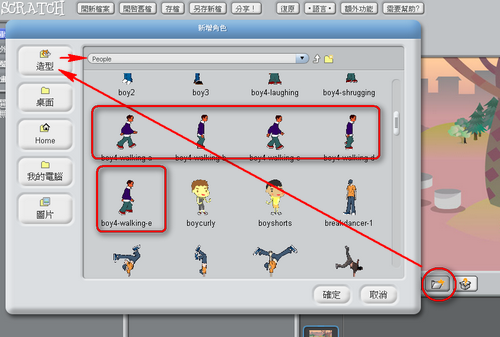 SCRATCH 開新檔案 開啟舊檔 存檔 另存新檔 分享! 復原 •語言• 額外功能 需要幫助?
新增角色
造型
People
桌面
Home
我的電腦
圖片
boy2 boy3 boy4-laughing boy4-shrugging
boy4-walking-a boy4-walking-b boy4-walking-c boy4-walking-d
boy4-walking-e boycurly boyshorts breakdancer-1
確定 取消